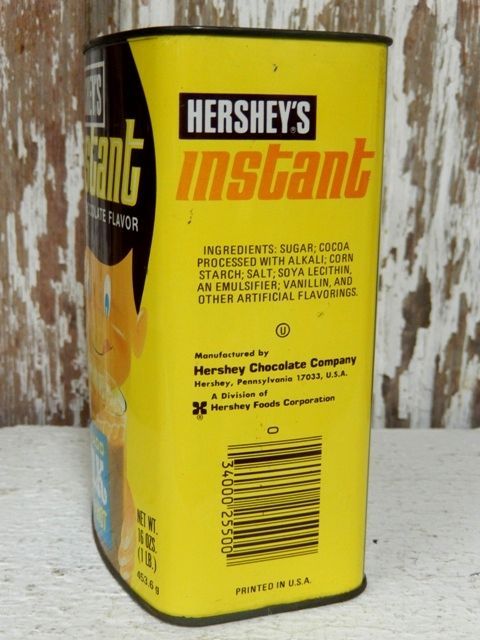 HERSHEY'S
instant
INGREDIENTS: SUGAR; COCOA
PROCESSED WITH ALKALI; CORN
STARCH; SALT; SOYA LECITHIN,
AN EMULSIFIER; VANILLIN, AND
OTHER ARTIFICIAL FLAVORINGS.
U
Manufactured by
Hershey Chocolate Company
Hershey, Pennsylvania 17033, U.S.A.
A Division of
® Hershey Foods Corporation
0
34000 25500
PRINTED IN U.S.A.
FLAVOR
NET WT.
16 OZS.
(1 LB.)
453.6 g